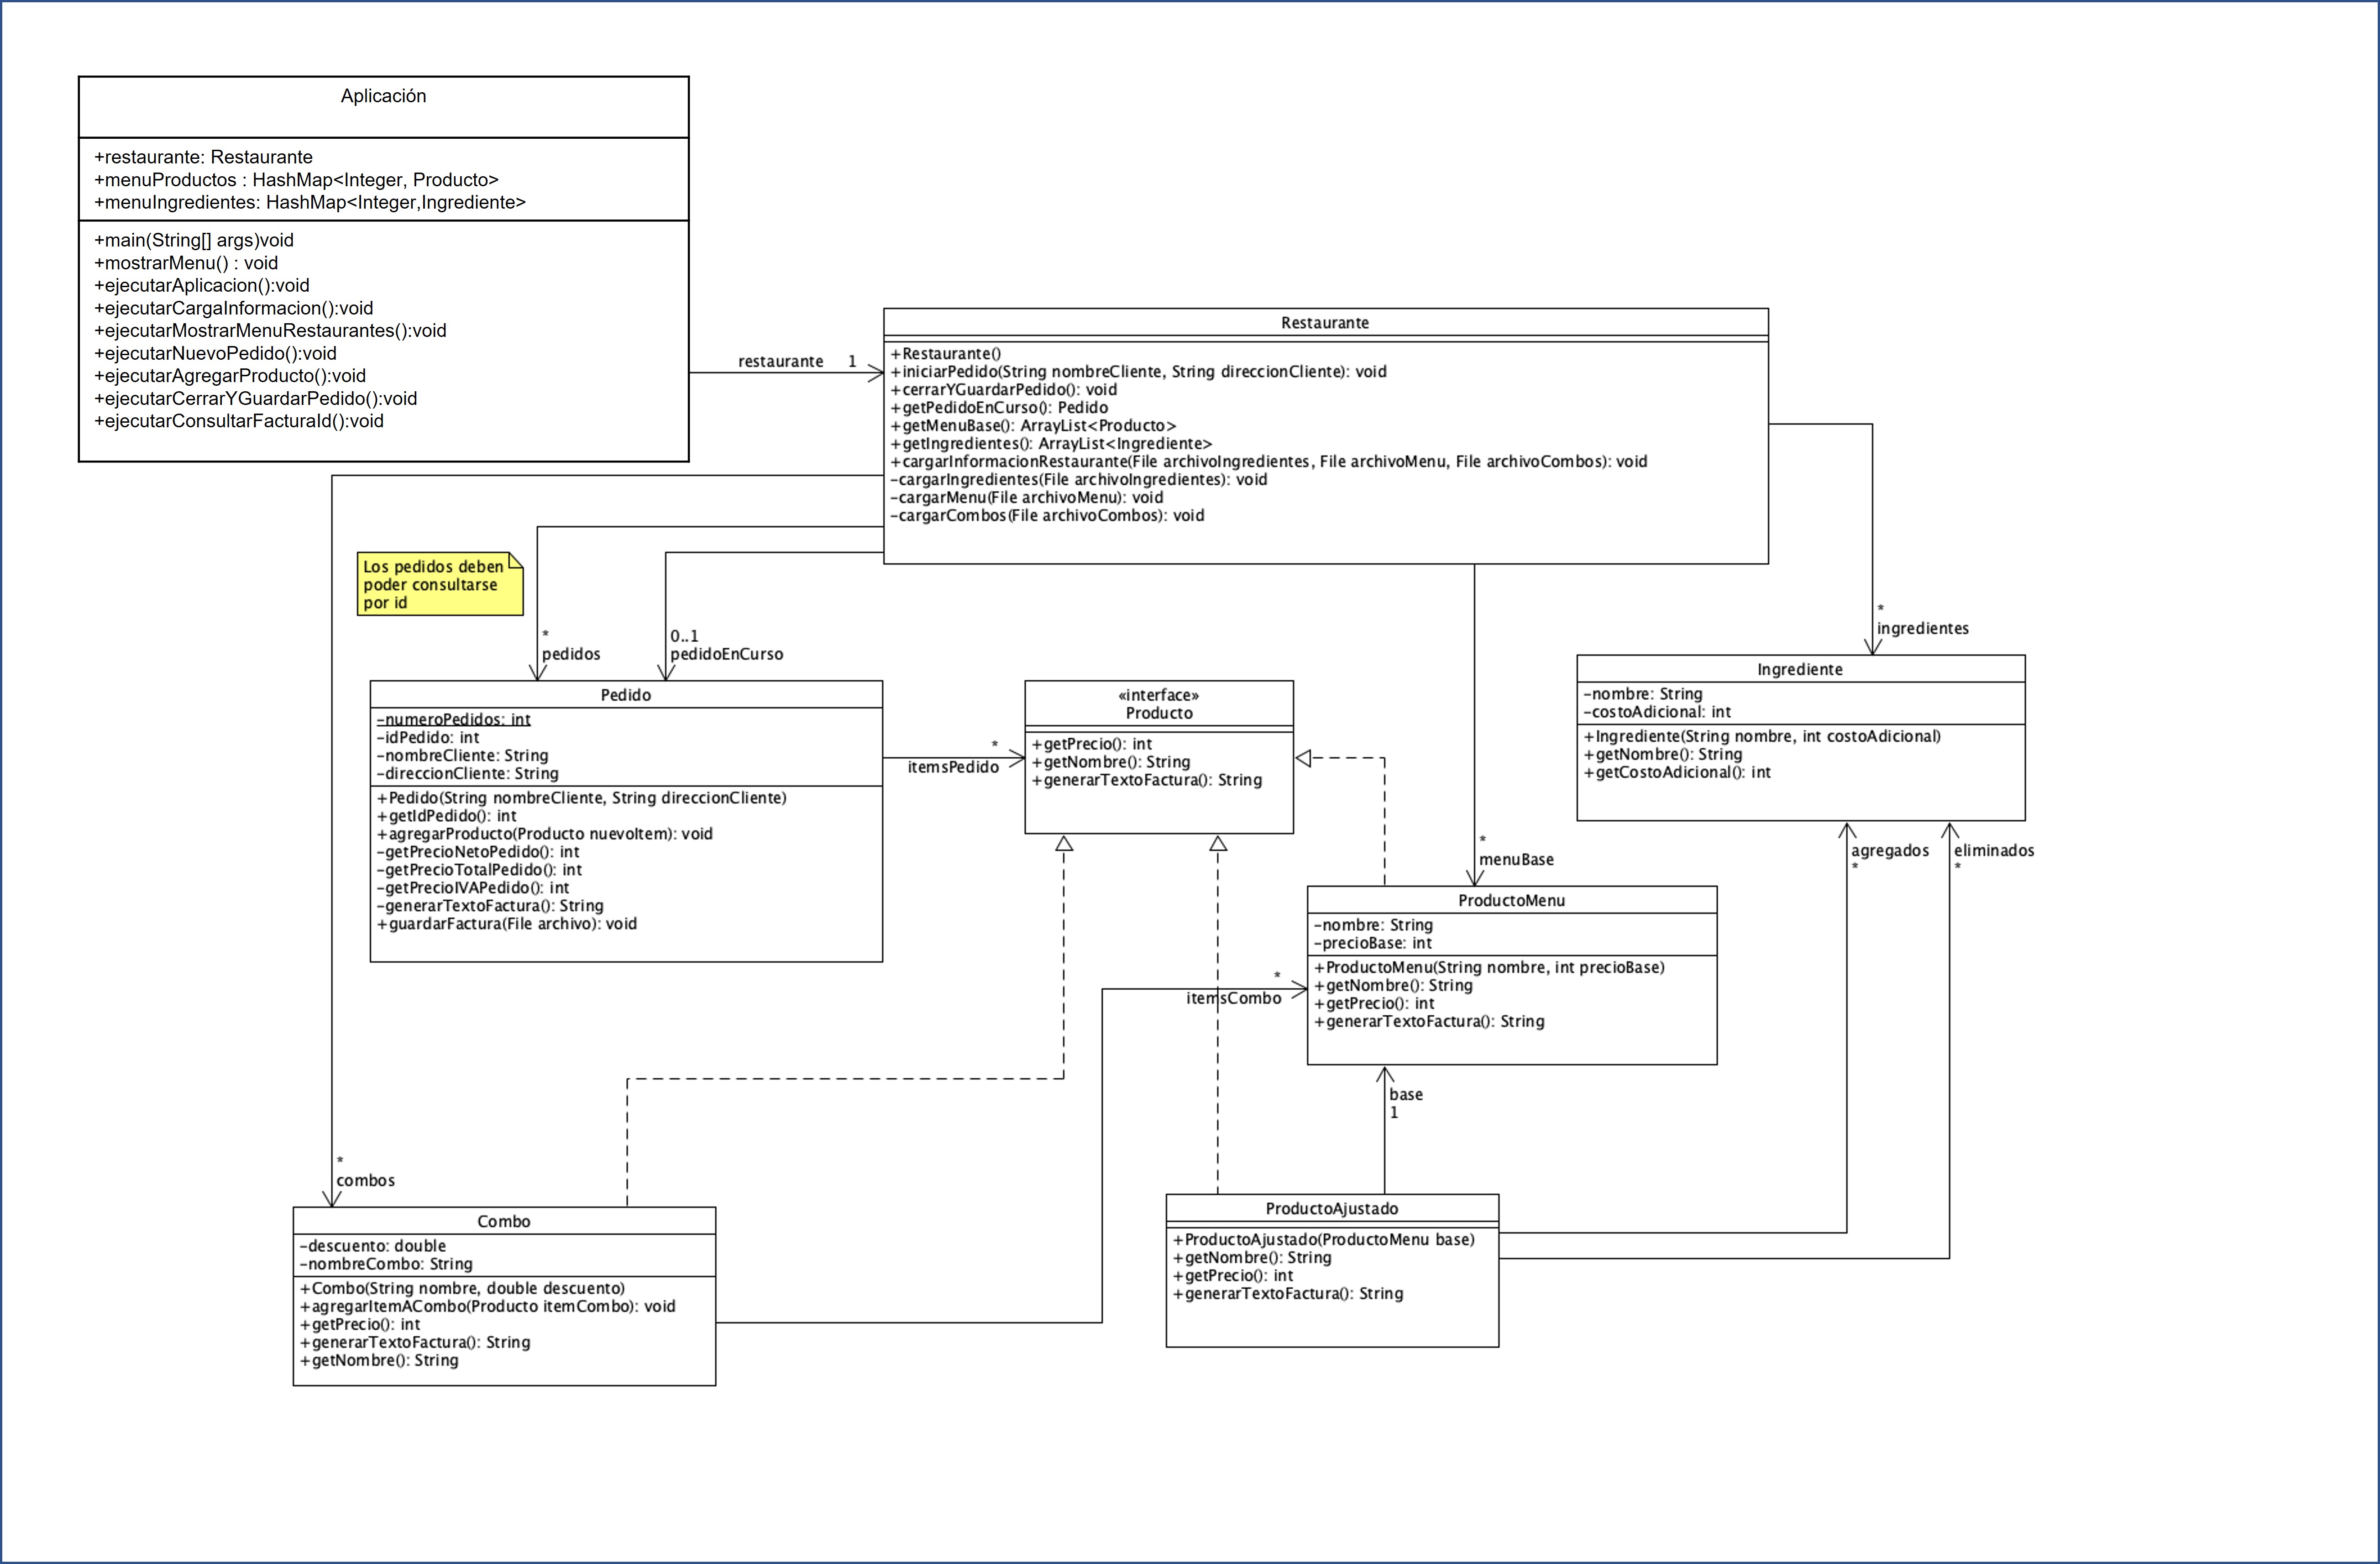 Aplicación
+restaurante: Restaurante
+menuProductos : HashMap<Integer, Producto>
+menuIngredientes: HashMap<Integer,Ingrediente>
+main(String[] args)void
+mostrarMenu() : void
+ejecutarAplicacion():void
+ejecutarCargaInformacion():void
+ejecutarMostrarMenuRestaurantes():void
+ejecutarNuevoPedido():void
+ejecutarAgregarProducto():void
+ejecutarCerrarYGuardarPedido():void
+ejecutarConsultarFacturaId():void
restaurante 1
Restaurante
+Restaurante()
+iniciarPedido(String nombreCliente, String direccionCliente): void
+cerrarYGuardarPedido(): void
+getPedidoEnCurso(): Pedido
+getMenuBase(): ArrayList<Producto>
+getIngredientes(): ArrayList<Ingrediente>
+cargarInformacionRestaurante(File archivoIngredientes, File archivoMenu, File archivoCombos): void
-cargarIngredientes(File archivoIngredientes): void
-cargarMenu(File archivoMenu): void
-cargarCombos(File archivoCombos): void
Los pedidos deben
poder consultarse
por id
*
pedidos
0..1
pedidoEnCurso
*
ingredientes
Pedido
-numeroPedidos: int
-idPedido: int
-nombreCliente: String
-direccionCliente: String
+Pedido(String nombreCliente, String direccionCliente)
+getIdPedido(): int
+agregarProducto(Producto nuevoItem): void
-getPrecioNetoPedido(): int
-getPrecioTotalPedido(): int
-getPrecioIVAPedido(): int
-generarTextoFactura(): String
+guardarFactura(File archivo): void
*
itemsPedido
«interface»
Producto
+getPrecio(): int
+getNombre(): String
+generarTextoFactura(): String
Ingrediente
-nombre: String
-costoAdicional: int
+Ingrediente(String nombre, int costoAdicional)
+getNombre(): String
+getCostoAdicional(): int
*
menuBase
agregados
*
eliminados
*
ProductoMenu
-nombre: String
-precioBase: int
+ProductoMenu(String nombre, int precioBase)
+getNombre(): String
+getPrecio(): int
+generarTextoFactura(): String
*
itemsCombo
base
1
*
combos
Combo
-descuento: double
-nombreCombo: String
+Combo(String nombre, double descuento)
+agregarItemACombo(Producto itemCombo): void
+getPrecio(): int
+generarTextoFactura(): String
+getNombre(): String
ProductoAjustado
+ProductoAjustado(ProductoMenu base)
+getNombre(): String
+getPrecio(): int
+generarTextoFactura(): String